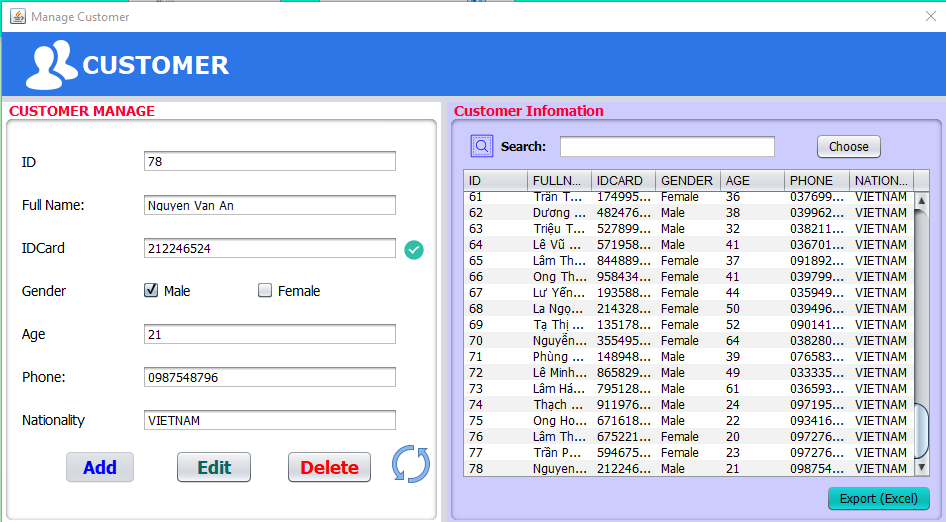 Manage Customer
CUSTOMER
CUSTOMER MANAGE
ID 78
Full Name: Nguyen Van An
IDCard 212246524
Gender Male Female
Age 21
Phone: 0987548796
Nationality VIETNAM
Add Edit Delete
Customer Infomation
Search: Choose
ID FULLN... IDCARD GENDER AGE PHONE NATION...
61 Trần T... 174995... Female 36 037699... VIETNAM
62 Dương ... 482476... Male 38 039962... VIETNAM
63 Triệu T... 527899... Male 32 038211... VIETNAM
64 Lê Vũ ... 571958... Male 41 036701... VIETNAM
65 Lâm Th... 844889... Female 37 091892... VIETNAM
66 Ong Th... 958434... Female 41 039799... VIETNAM
67 Lư Yến... 193588... Female 44 035949... VIETNAM
68 La Ngọ... 214328... Female 50 039496... VIETNAM
69 Tạ Thị ... 135178... Female 52 090141... VIETNAM
70 Nguyễn... 355495... Female 64 038280... VIETNAM
71 Phùng ... 148948... Male 39 076583... VIETNAM
72 Lê Minh... 865829... Male 49 033335... VIETNAM
73 Lâm Há... 795128... Male 61 036593... VIETNAM
74 Thạch ... 911976... Male 24 097195... VIETNAM
75 Ong Ho... 671618... Male 22 093416... VIETNAM
76 Lâm Th... 675221... Female 20 097276... VIETNAM
77 Trần P... 594675... Female 23 097276... VIETNAM
78 Nguyen... 212246... Male 21 098754... VIETNAM
Export (Excel)